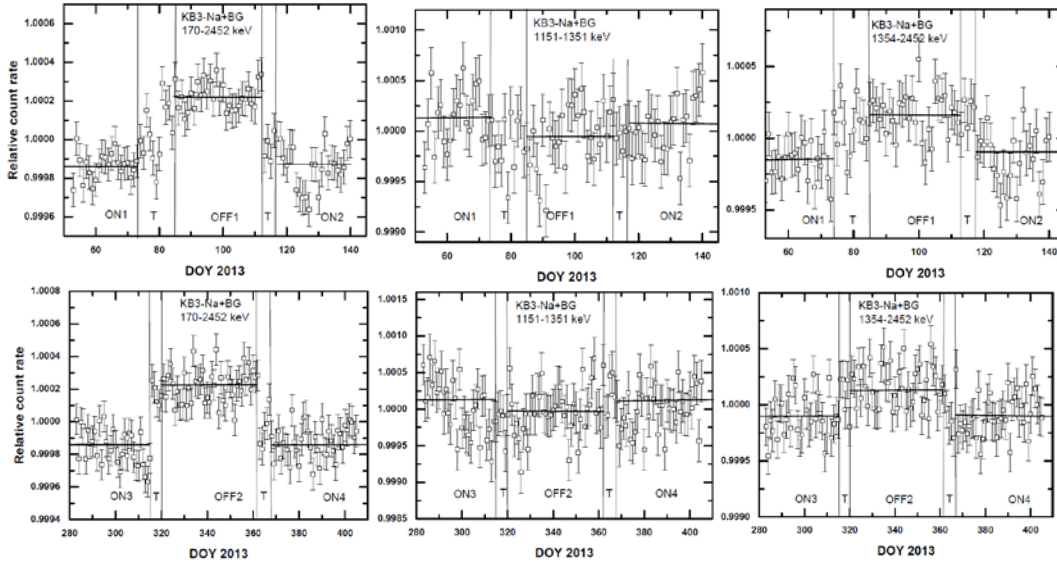 Relative count rate
1.0008
1.0006
1.0004
1.0002
1.0000
0.9998
0.9996
KB3-Na+BG
170-2452 keV
ON1 T OFF1 T ON2
60 80 100 120 140
DOY 2013
1.0010
1.0005
1.0000
0.9995
0.9990
KB3-Na+BG
1151-1351 keV
ON1 T OFF1 T ON2
60 80 100 120 140
DOY 2013
1.0010
1.0005
1.0000
0.9995
KB3-Na+BG
1354-2452 keV
ON1 T OFF1 T ON2
60 80 100 120 140
DOY 2013
Relative count rate
1.0008
1.0006
1.0004
1.0002
1.0000
0.9998
0.9996
0.9994
KB3-Na+BG
170-2452 keV
ON3 T OFF2 T ON4
280 300 320 340 360 380 400
DOY 2013
1.0015
1.0010
1.0005
1.0000
0.9995
0.9990
0.9985
KB3-Na+BG
1151-1351 keV
ON3 T OFF2 T ON4
280 300 320 340 360 380 400
DOY 2013
1.0010
1.0005
1.0000
0.9995
0.9990
KB3-Na+BG
1354-2452 keV
ON3 T OFF2 T ON4
280 300 320 340 360 380 400
DOY 2013